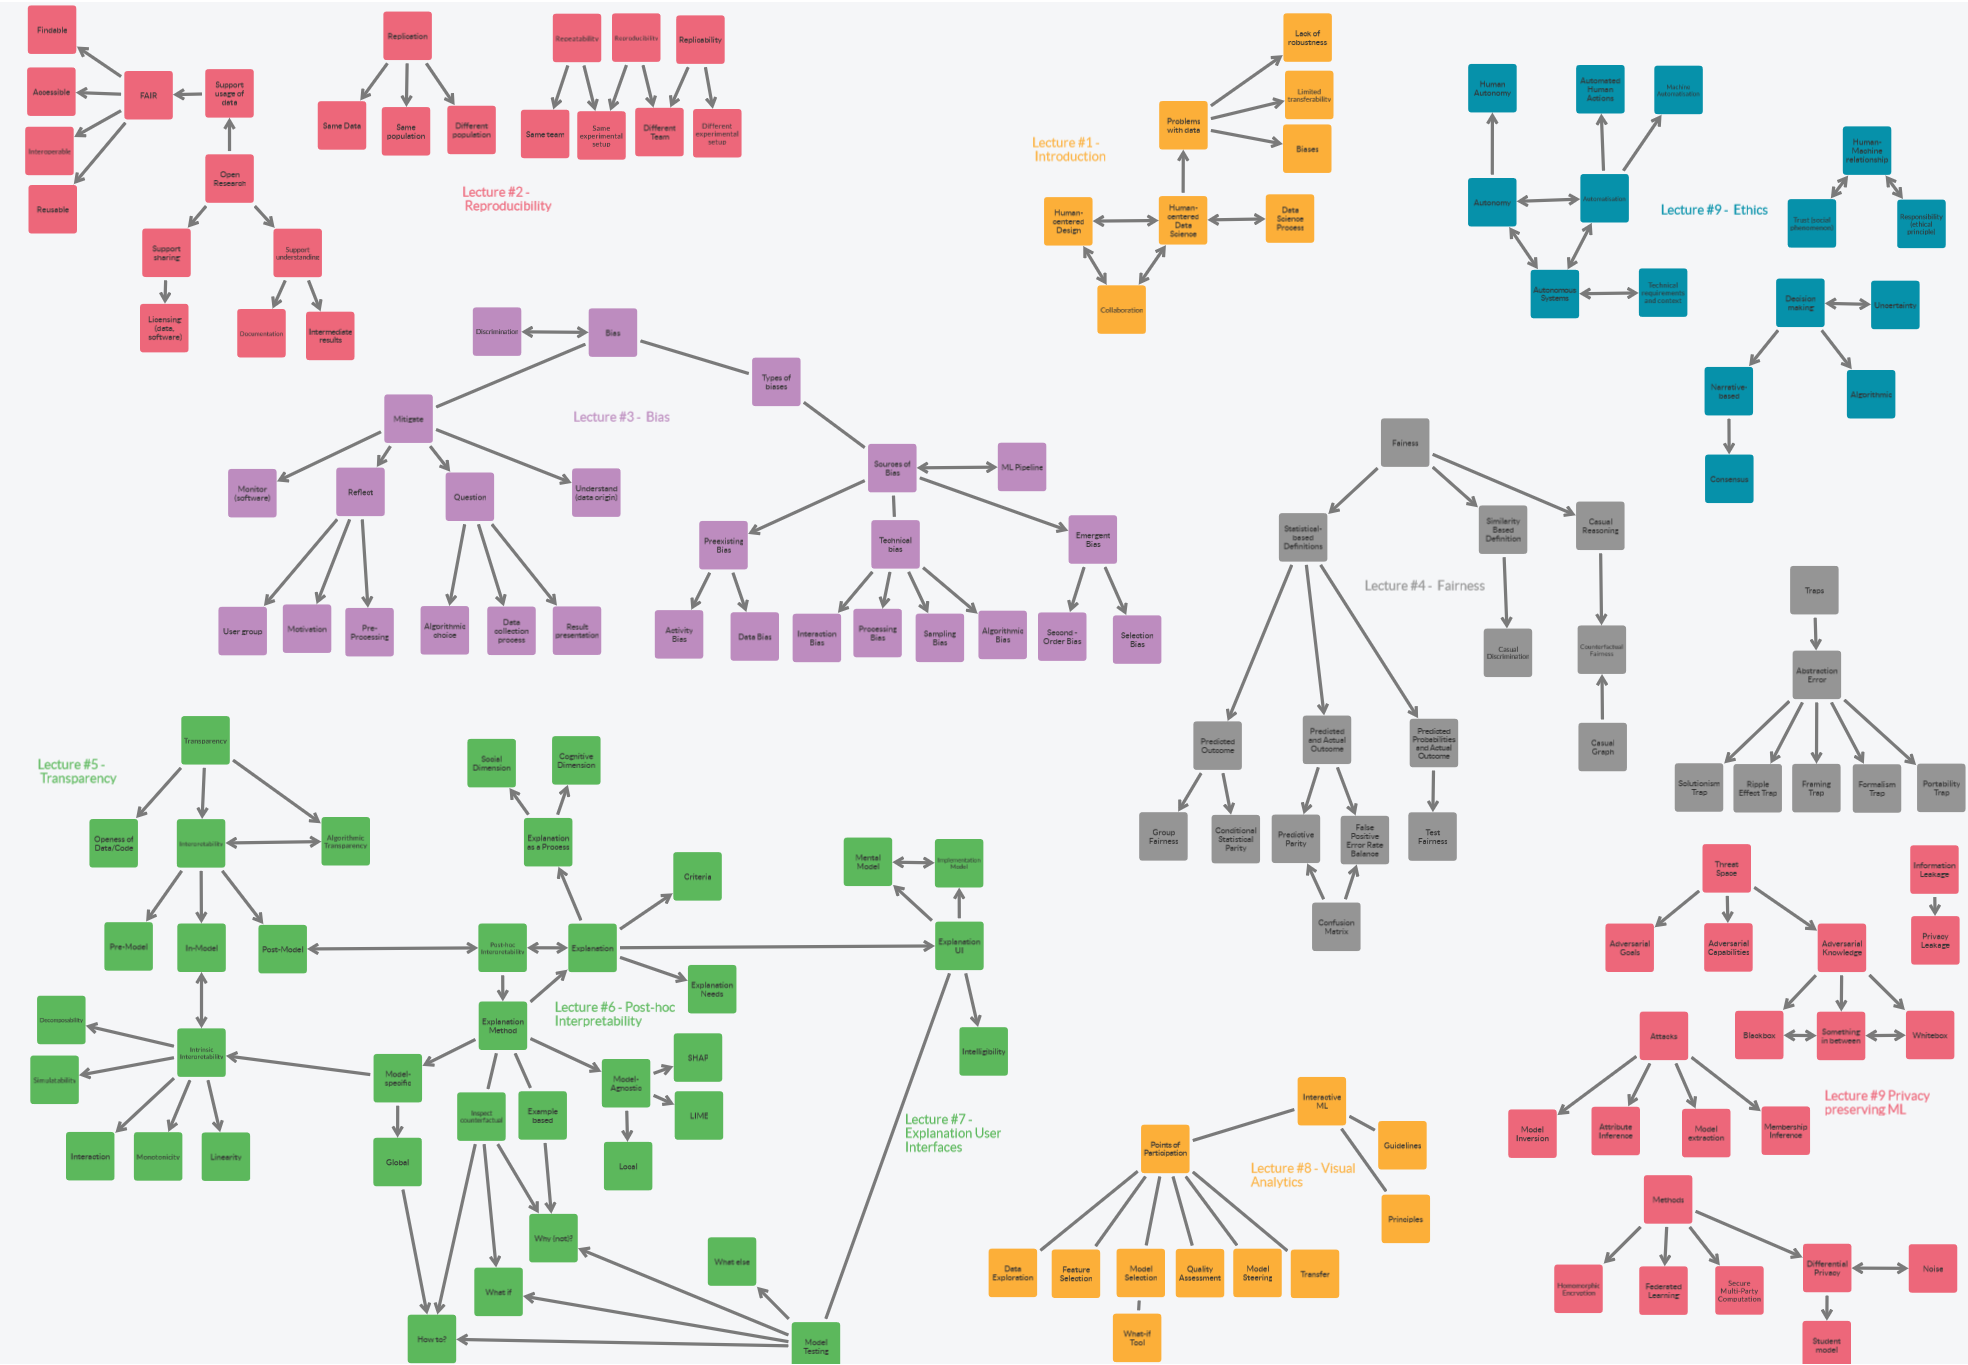 Findable
Accessible
Interoperable
Reusable
FAIR
Support
usage of
data
Open
Research
Support
sharing
Support
understanding
Licensing
(data,
software)
Documentation
Intermediate
results
Replication
Same Data
Same
population
Different
population
Repeatability
Reproducibility
Replicability
Same team
Same
experimental
setup
Different
Team
Different
experimental
setup
Lecture #2 -
Reproducibility
Lecture #1 -
Introduction
Lack of
robustness
Limited
transferability
Biases
Problems
with data
Human-
centered
Design
Human-
centered
Data
Science
Data
Science
Process
Collaboration
Human
Autonomy
Automated
Human
Actions
Machine
Automatisation
Autonomy
Automatisation
Autonomous
Systems
Technical
requirements
and context
Lecture #9 - Ethics
Human-
Machine
relationship
Trust (social
phenomenon)
Responsibility
(ethical
principle)
Decision
making
Uncertainty
Narrative-
based
Algorithmic
Consensus
Discrimination
Bias
Types of
biases
Lecture #3 - Bias
Mitigate
Monitor
(software)
Reflect
Question
Understand
(data origin)
User group
Motivation
Pre-
Processing
Algorithmic
choice
Data
collection
process
Result
presentation
Sources of
Bias
ML Pipeline
Preexisting
Bias
Technical
bias
Emergent
Bias
Activity
Bias
Data Bias
Interaction
Bias
Processing
Bias
Sampling
Bias
Algorithmic
Bias
Second -
Order Bias
Selection
Bias
Fainess
Statistical-
based
Definitions
Similarity
Based
Definition
Casual
Reasoning
Lecture #4 - Fairness
Casual
Discrimination
Counterfactual
Fairness
Casual
Graph
Predicted
Outcome
Predicted
and Actual
Outcome
Predicted
Probabilities
and Actual
Outcome
Group
Fairness
Conditional
Statistical
Parity
Predictive
Parity
False
Positive
Error Rate
Balance
Test
Fairness
Confusion
Matrix
Traps
Abstraction
Error
Solutionism
Trap
Ripple
Effect Trap
Framing
Trap
Formalism
Trap
Portability
Trap
Lecture #5 -
Transparency
Transparency
Openess of
Data/Code
Interpretability
Algorithmic
Transparency
Pre-Model
In-Model
Post-Model
Decomposability
Simulatability
Intrinsic
Interpretability
Interaction
Monotonicity
Linearity
Social
Dimension
Cognitive
Dimension
Explanation
as a Process
Criteria
Post-hoc
Interpretability
Explanation
Explanation
Needs
Explanation
Method
Lecture #6 - Post-hoc
Interpretability
Model-
specific
Global
Inspect
counterfactual
Example
based
Model-
Agnostic
SHAP
LIME
Local
Why (not)?
What if
How to?
What else
Model
Testing
Mental
Model
Implementation
Model
Explanation
UI
Intelligibility
Lecture #7 -
Explanation User
Interfaces
Interactive
ML
Points of
Participation
Guidelines
Principles
Lecture #8 - Visual
Analytics
Data
Exploration
Feature
Selection
Model
Selection
Quality
Assessment
Model
Steering
Transfer
What-if
Tool
Threat
Space
Adversarial
Goals
Adversarial
Capabilities
Adversarial
Knowledge
Information
Leakage
Privacy
Leakage
Blackbox
Something
in between
Whitebox
Attacks
Model
Inversion
Attribute
Inference
Model
extraction
Membership
Inference
Lecture #9 Privacy
preserving ML
Methods
Homomorphic
Encryption
Federated
Learning
Secure
Multi-Party
Computation
Differential
Privacy
Noise
Student
model